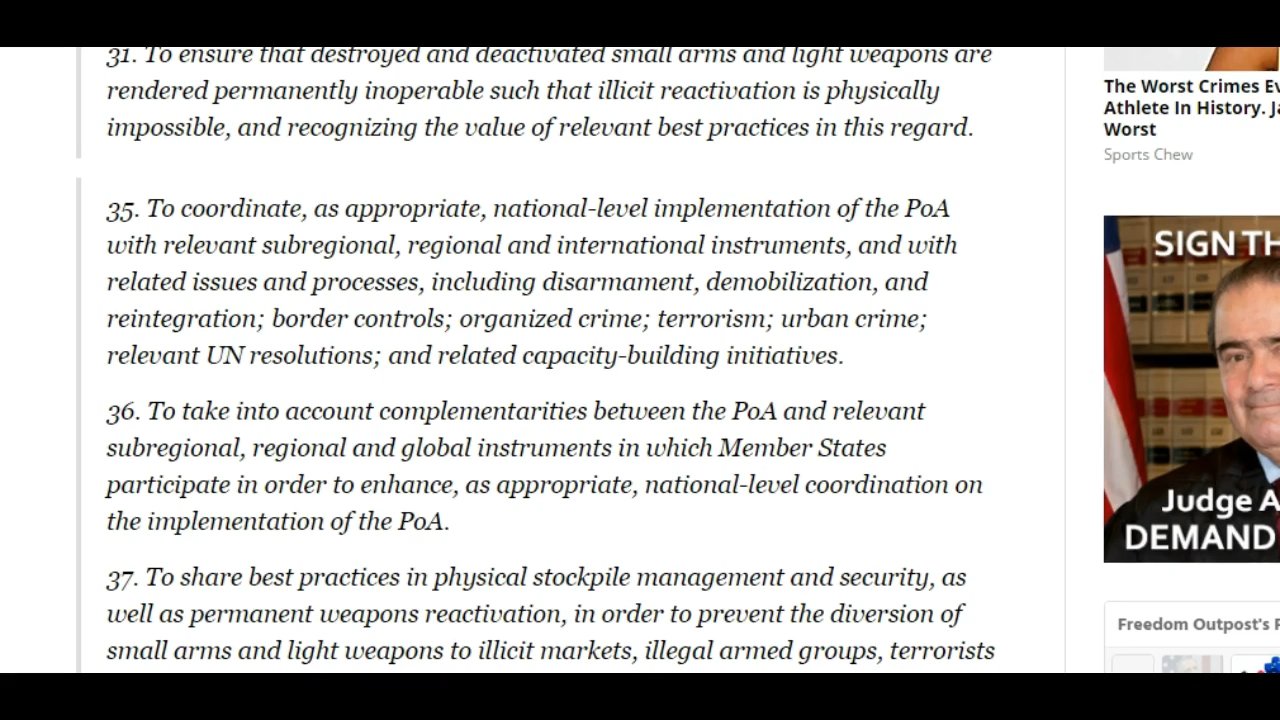 31. To ensure that destroyed and deactivated small arms and light weapons are
rendered permanently inoperable such that illicit reactivation is physically
impossible, and recognizing the value of relevant best practices in this regard.
35. To coordinate, as appropriate, national-level implementation of the PoA
with relevant subregional, regional and international instruments, and with
related issues and processes, including disarmament, demobilization, and
reintegration; border controls; organized crime; terrorism; urban crime;
relevant UN resolutions; and related capacity-building initiatives.
36. To take into account complementarities between the PoA and relevant
subregional, regional and global instruments in which Member States
participate in order to enhance, as appropriate, national-level coordination on
the implementation of the PoA.
37. To share best practices in physical stockpile management and security, as
well as permanent weapons reactivation, in order to prevent the diversion of
small arms and light weapons to illicit markets, illegal armed groups, terrorists
The Worst Crimes Ev
Athlete In History. Ja
Worst
Sports Chew
SIGN TH
Judge A
DEMAND
Freedom Outpost's P